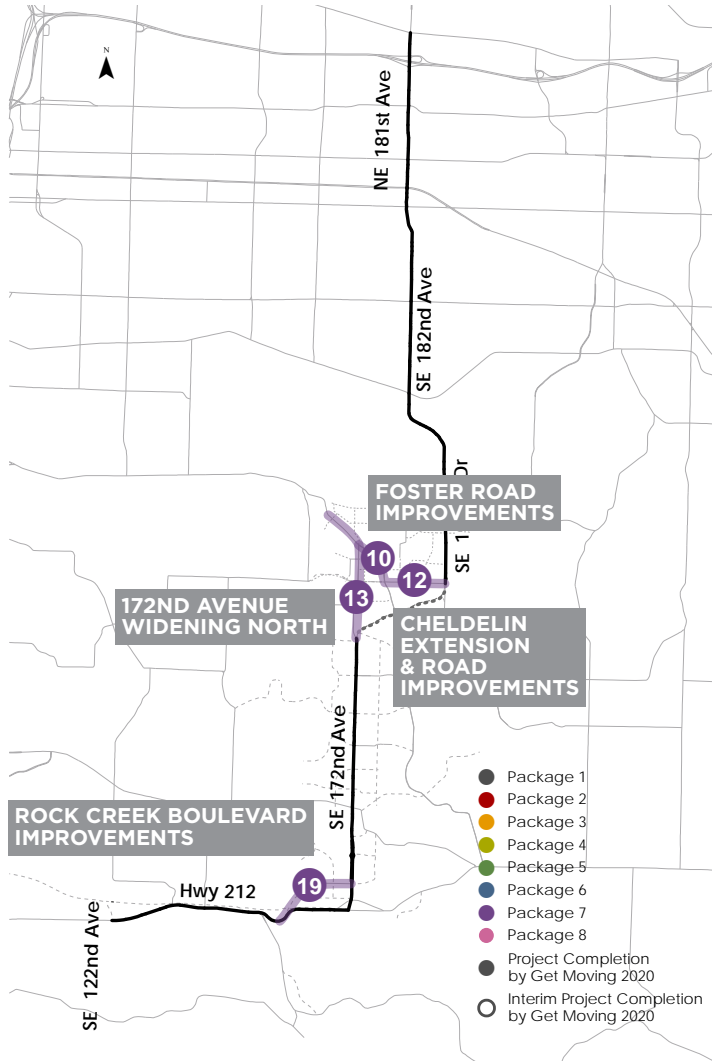 N
NE 181st Ave
SE 182nd Ave
FOSTER ROAD
IMPROVEMENTS
SE 1
Dr
10
12
13
172ND AVENUE
WIDENING NORTH
CHELDELIN
EXTENSION
& ROAD
IMPROVEMENTS
SE 172nd Ave
ROCK CREEK BOULEVARD
IMPROVEMENTS
19
Hwy 212
SE 122nd Ave
Package 1
Package 2
Package 3
Package 4
Package 5
Package 6
Package 7
Package 8
Project Completion
by Get Moving 2020
Interim Project Completion
by Get Moving 2020